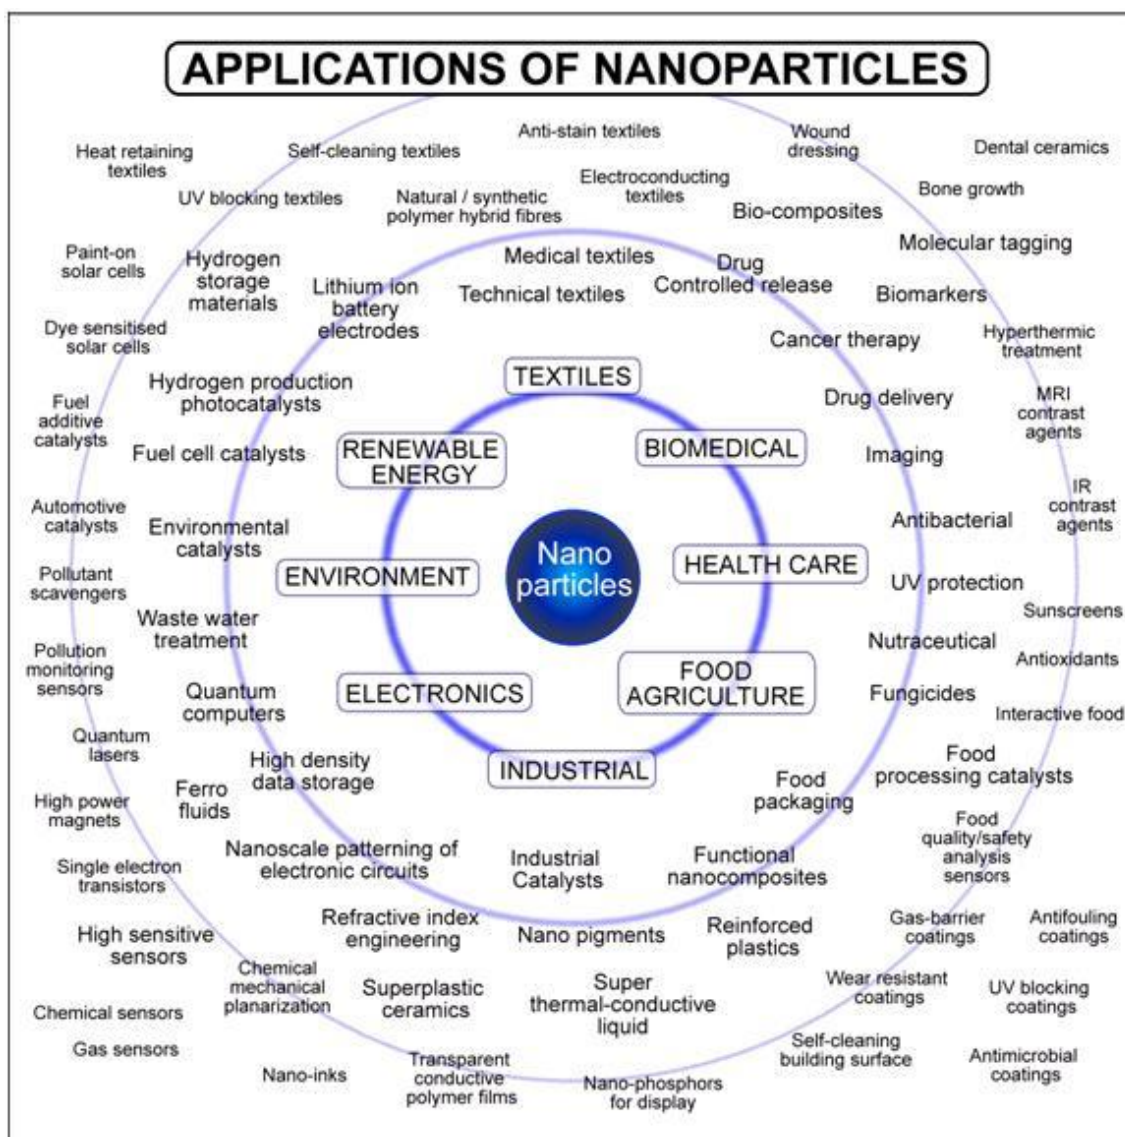 APPLICATIONS OF NANOPARTICLES
Anti-stain textiles
Wound
dressing
Dental ceramics
Heat retaining
textiles
Self-cleaning textiles
Electroconducting
textiles
Bone growth
UV blocking textiles
Natural / synthetic
polymer hybrid fibres
Bio-composites
Molecular tagging
Paint-on
solar cells
Hydrogen
storage
materials
Medical textiles
Drug
Controlled release
Lithium ion
battery
electrodes
Technical textiles
Biomarkers
Dye sensitised
solar cells
Cancer therapy
Hyperthermic
treatment
TEXTILES
Hydrogen production
photocatalysts
Drug delivery
MRI
contrast
agents
Fuel
additive
catalysts
Fuel cell catalysts
RENEWABLE
ENERGY
BIOMEDICAL
Imaging
IR
contrast
agents
Automotive
catalysts
Environmental
catalysts
Antibacterial
Nano
particles
ENVIRONMENT
HEALTH CARE
UV protection
Pollutant
scavengers
Sunscreens
Waste water
treatment
Nutraceutical
Antioxidants
Pollution
monitoring
sensors
Quantum
computers
ELECTRONICS
FOOD
AGRICULTURE
Fungicides
Interactive food
Quantum
lasers
High density
data storage
INDUSTRIAL
Food
processing catalysts
Ferro
fluids
Food
packaging
High power
magnets
Food
quality/safety
analysis
sensors
Nanoscale patterning of
electronic circuits
Industrial
Catalysts
Functional
nanocomposites
Single electron
transistors
Refractive index
engineering
Nano pigments
Reinforced
plastics
Gas-barrier
coatings
Antifouling
coatings
High sensitive
sensors
Chemical
mechanical
planarization
Superplastic
ceramics
Super
thermal-conductive
liquid
Wear resistant
coatings
UV blocking
coatings
Chemical sensors
Gas sensors
Self-cleaning
building surface
Antimicrobial
coatings
Nano-inks
Transparent
conductive
polymer films
Nano-phosphors
for display